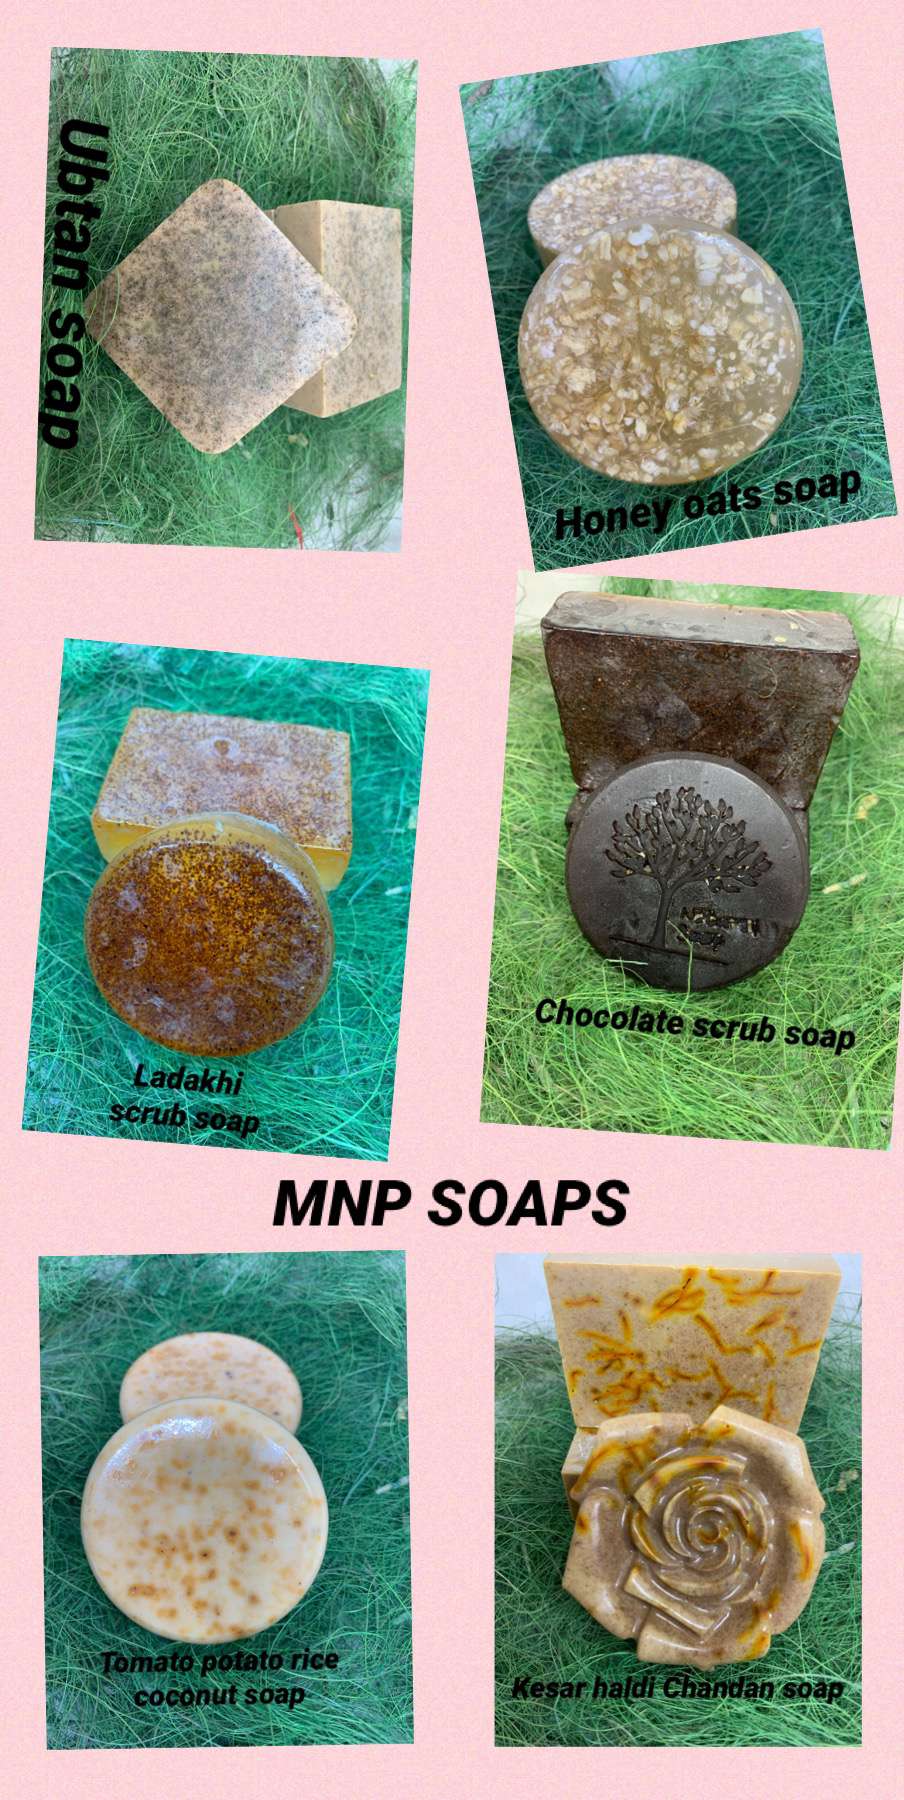 Ubtan soap
Honey oats soap
Ladakhi
scrub soap
Chocolate scrub soap
MNP SOAPS
Tomato potato rice
coconut soap
Kesar haldi Chandan soap